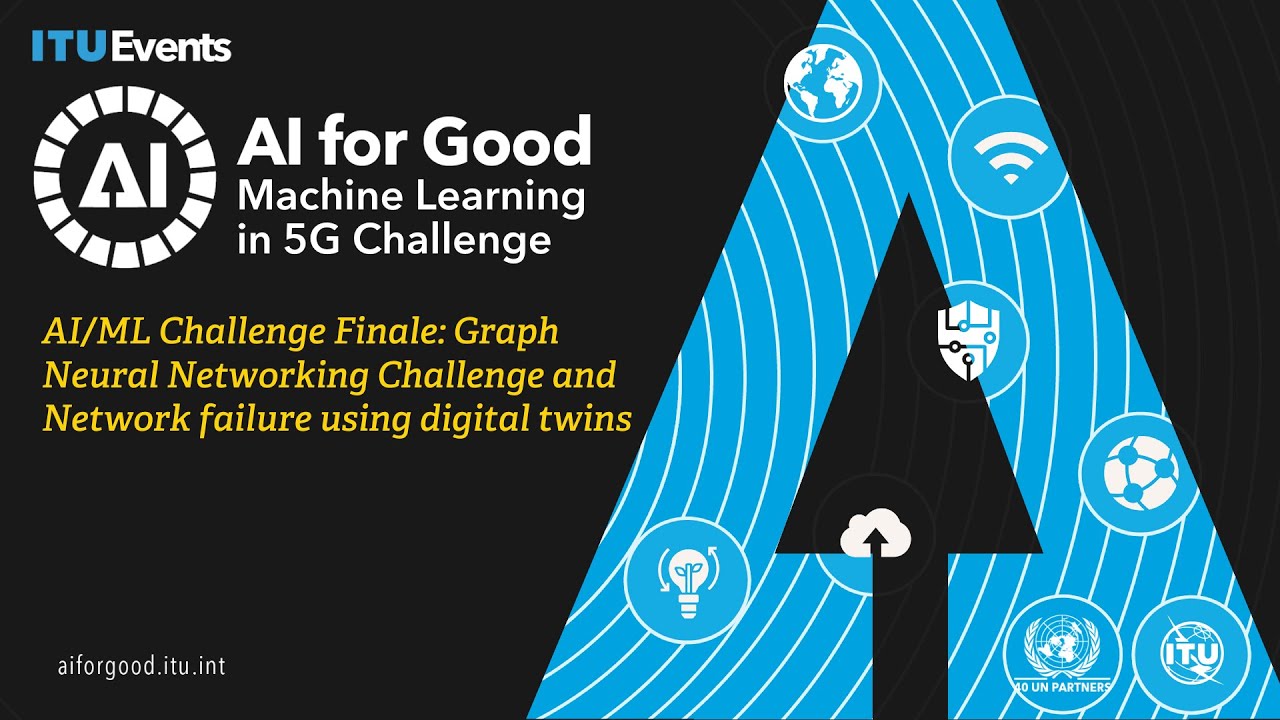 ITUEvents
AI
AI for Good
Machine Learning
in 5G Challenge
AI/ML Challenge Finale: Graph
Neural Networking Challenge and
Network failure using digital twins
aiforgood.itu.int
40 UN PARTNERS
ITU